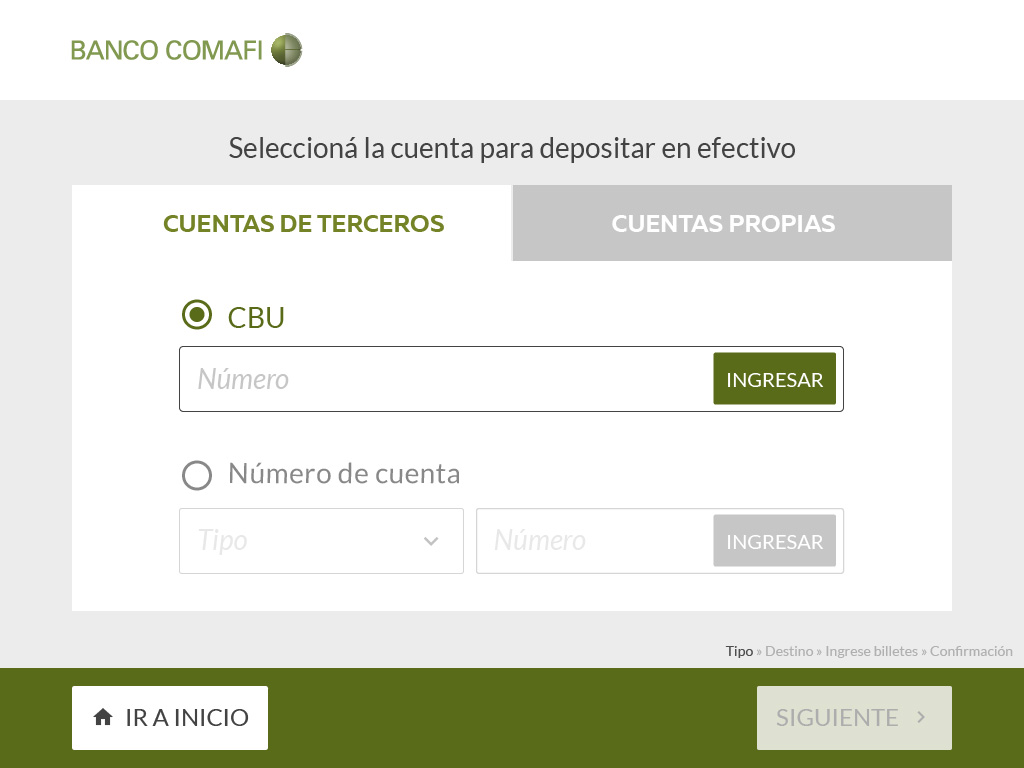 BANCO COMAFI
Seleccioná la cuenta para depositar en efectivo
CUENTAS DE TERCEROS
CUENTAS PROPIAS
CBU
Número
INGRESAR
Número de cuenta
Tipo
Número
INGRESAR
Tipo » Destino » Ingrese billetes » Confirmación
IR A INICIO
SIGUIENTE